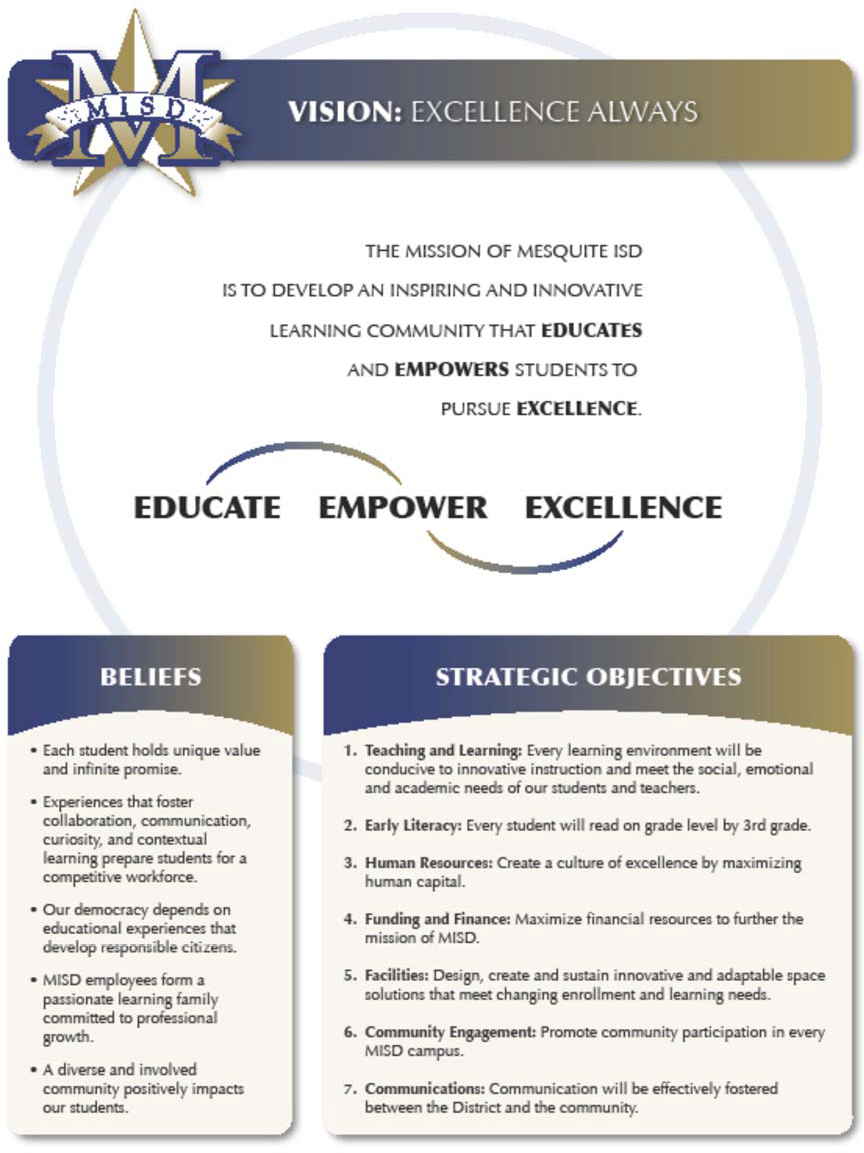 MISD
VISION: EXCELLENCE ALWAYS
THE MISSION OF MESQUITE ISD
IS TO DEVELOP AN INSPIRING AND INNOVATIVE
LEARNING COMMUNITY THAT EDUCATES
AND EMPOWERS STUDENTS TO
PURSUE EXCELLENCE.
EDUCATE EMPOWER EXCELLENCE
BELIEFS
• Each student holds unique value
and infinite promise.
• Experiences that foster
collaboration, communication,
curiosity, and contextual
learning prepare students for a
competitive workforce.
• Our democracy depends on
educational experiences that
develop responsible citizens.
• MISD employees form a
passionate learning family
committed to professional
growth.
• A diverse and involved
community positively impacts
our students.
STRATEGIC OBJECTIVES
1. Teaching and Learning: Every learning environment will be
conducive to innovative instruction and meet the social, emotional
and academic needs of our students and teachers.
2. Early Literacy: Every student will read on grade level by 3rd grade.
3. Human Resources: Create a culture of excellence by maximizing
human capital.
4. Funding and Finance: Maximize financial resources to further the
mission of MISD.
5. Facilities: Design, create and sustain innovative and adaptable space
solutions that meet changing enrollment and learning needs.
6. Community Engagement: Promote community participation in every
MISD campus.
7. Communications: Communication will be effectively fostered
between the District and the community.